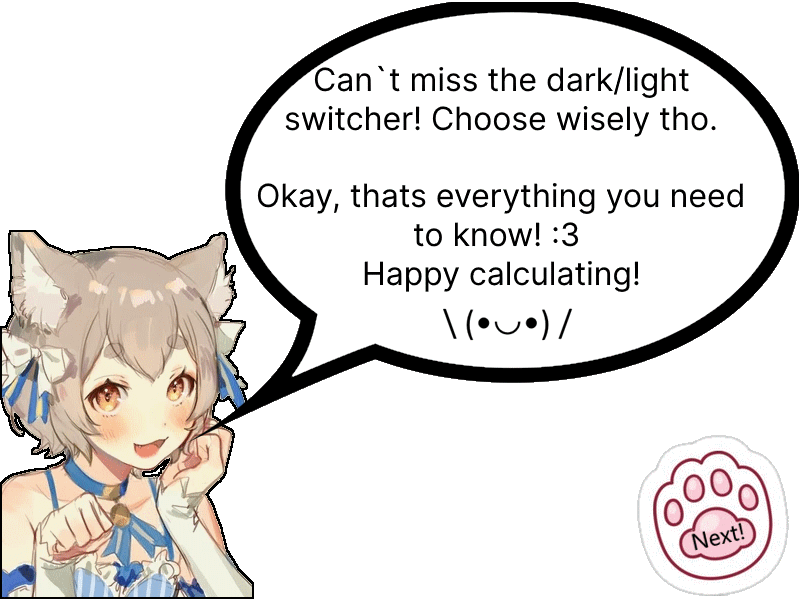 Can`t miss the dark/light
switcher! Choose wisely tho.
Okay, thats everything you need
to know! :3
Happy calculating!
\ (•◡•) /
Next!